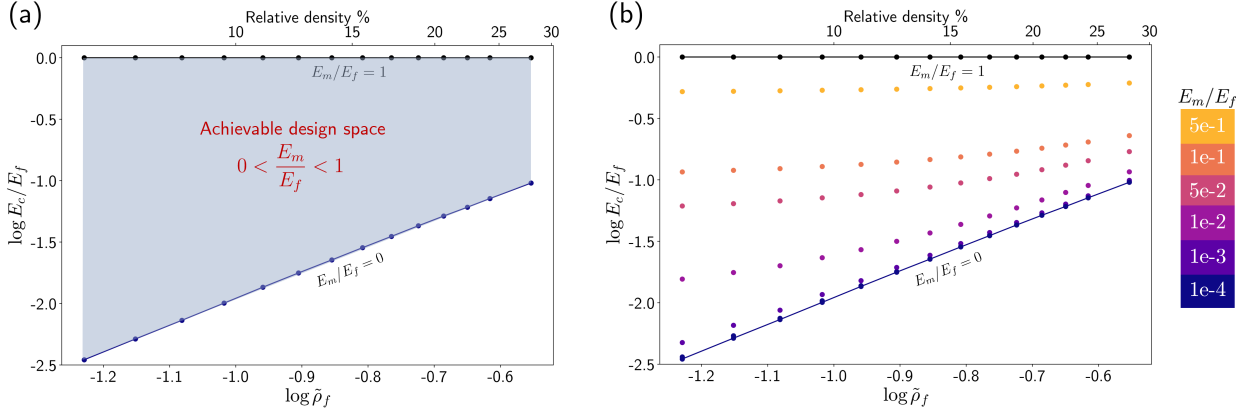 (a)
Relative density %
10 15 20 25 30
0.0
-0.5
-1.0
-1.5
-2.0
-2.5
log E_c/E_f
E_m/E_f = 1
Achievable design space
0 < E_m/E_f < 1
E_m/E_f = 0
-1.2 -1.1 -1.0 -0.9 -0.8 -0.7 -0.6
log ρ̃_f
(b)
Relative density %
10 15 20 25 30
0.0
-0.5
-1.0
-1.5
-2.0
-2.5
log E_c/E_f
E_m/E_f = 1
E_m/E_f = 0
-1.2 -1.1 -1.0 -0.9 -0.8 -0.7 -0.6
log ρ̃_f
E_m/E_f
5e-1
1e-1
5e-2
1e-2
1e-3
1e-4